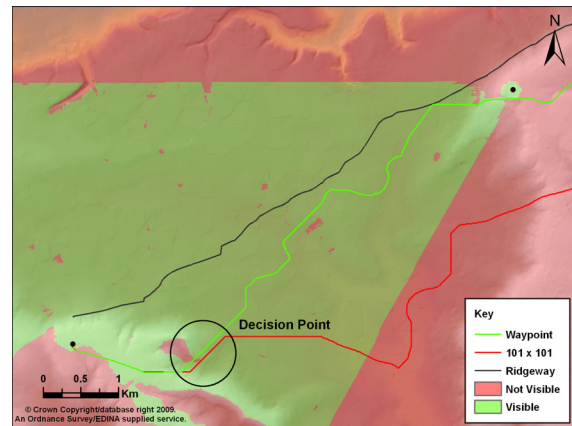 N
Decision Point
Key
Waypoint
101 x 101
Ridgeway
Not Visible
Visible
0 0.5 1
Km
© Crown Copyright/database right 2009.
An Ordnance Survey/EDINA supplied service.